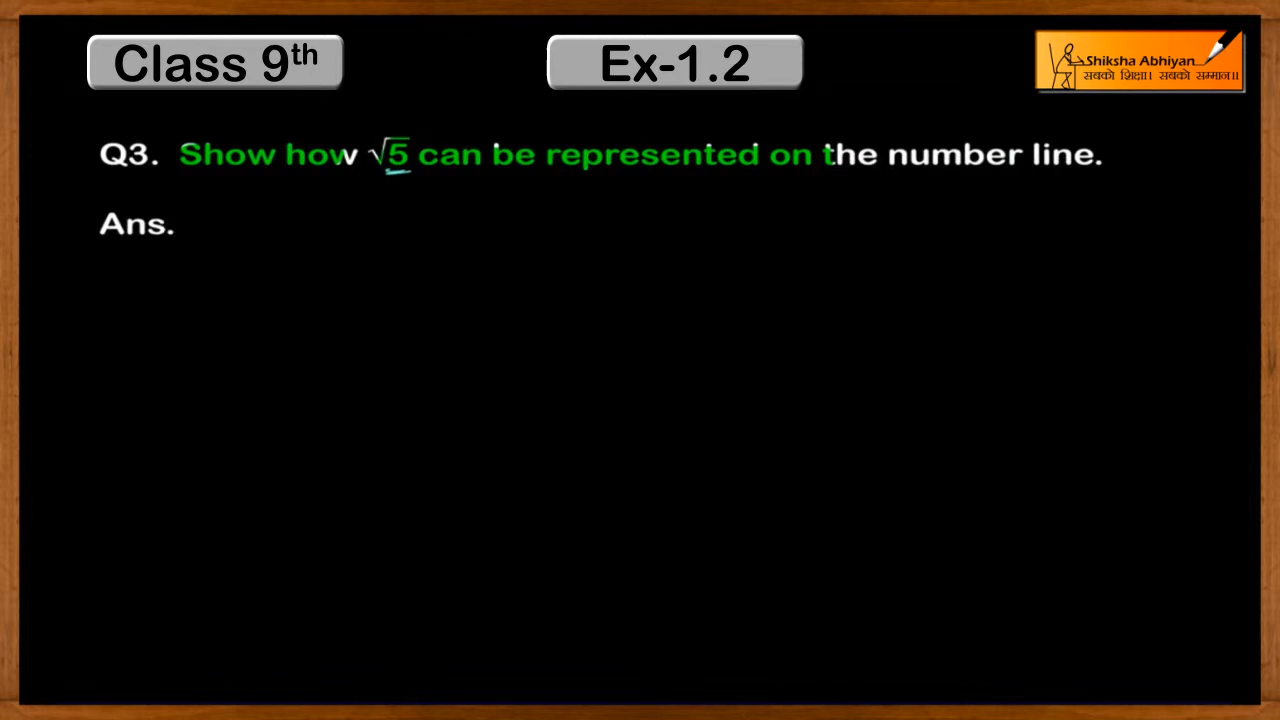 Class 9th
Ex-1.2
Shiksha Abhiyan
सबको शिक्षा। सबको सम्मान।।
Q3. Show how √5 can be represented on the number line.
Ans.